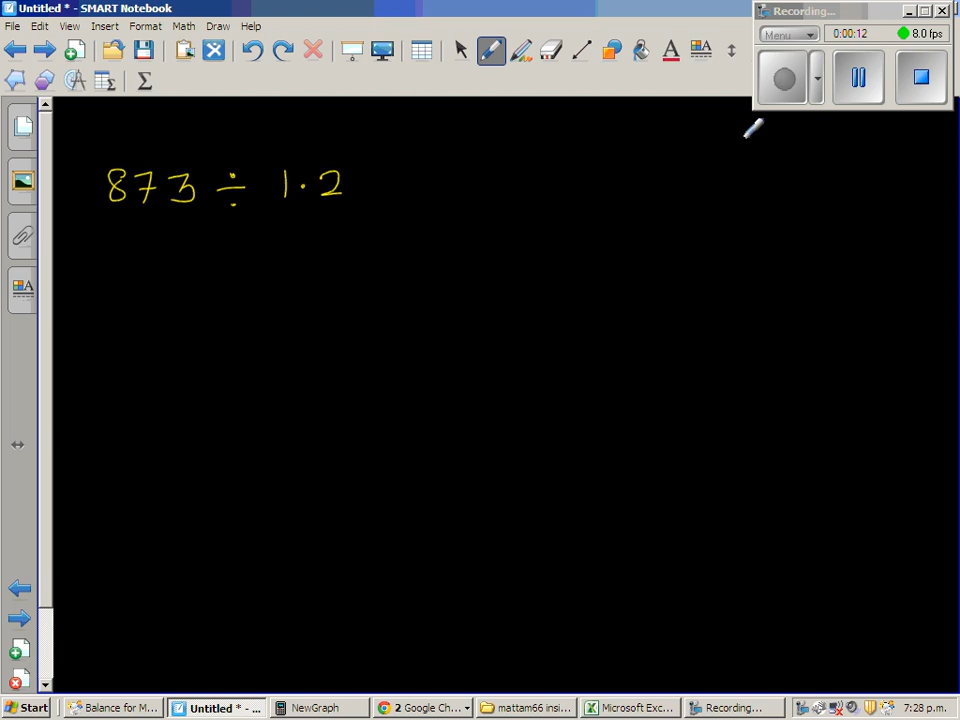 Untitled * - SMART Notebook
Recording...
File Edit View Insert Format Math Draw Help
Menu 0:00:12 8.0 fps
873 ÷ 1·2
Start Balance for M... Untitled * - ... NewGraph 2 Google Ch... mattam66 insi... Microsoft Exc... Recording... 7:28 p.m.